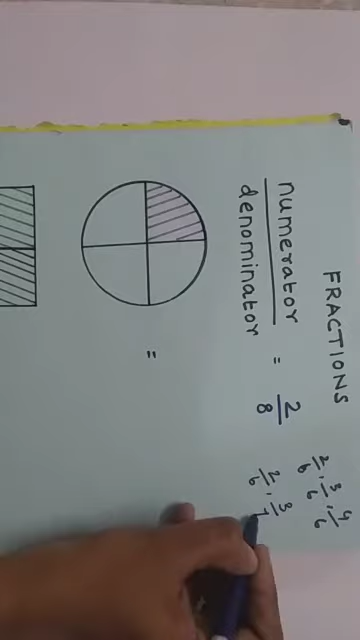 FRACTIONS
2/6, 3/6, 4/6
numerator/denominator = 2/8
2/6, 3/7
=